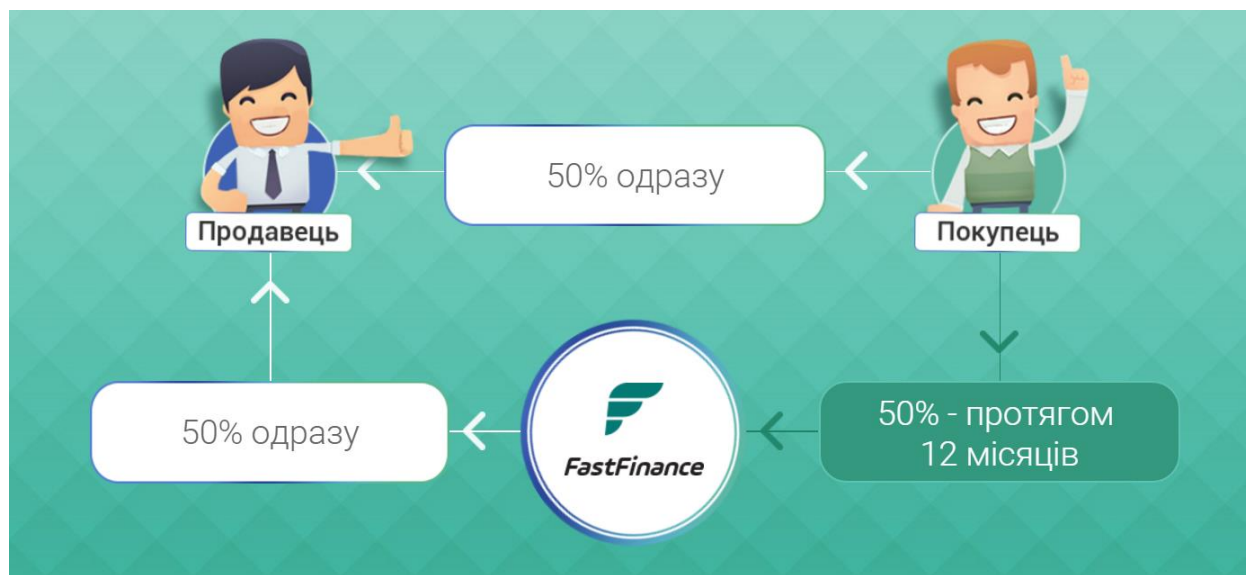 50% одразу
Продавець
Покупець
50% одразу
FastFinance
50% - протягом
12 місяців